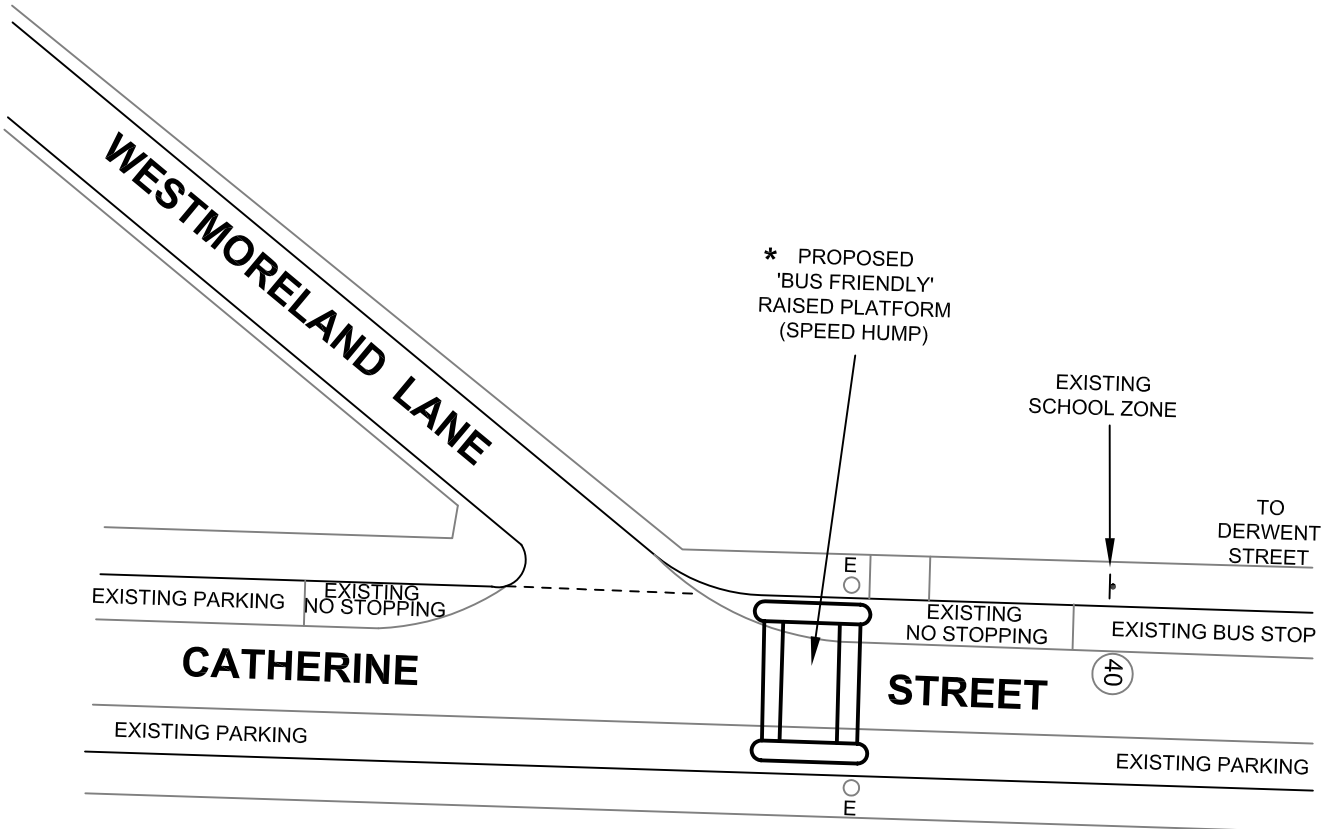 WESTMORELAND LANE
* PROPOSED
'BUS FRIENDLY'
RAISED PLATFORM
(SPEED HUMP)
EXISTING
SCHOOL ZONE
TO
DERWENT
STREET
E
EXISTING PARKING
EXISTING
NO STOPPING
EXISTING
NO STOPPING
EXISTING BUS STOP
CATHERINE STREET
40
EXISTING PARKING
EXISTING PARKING
E